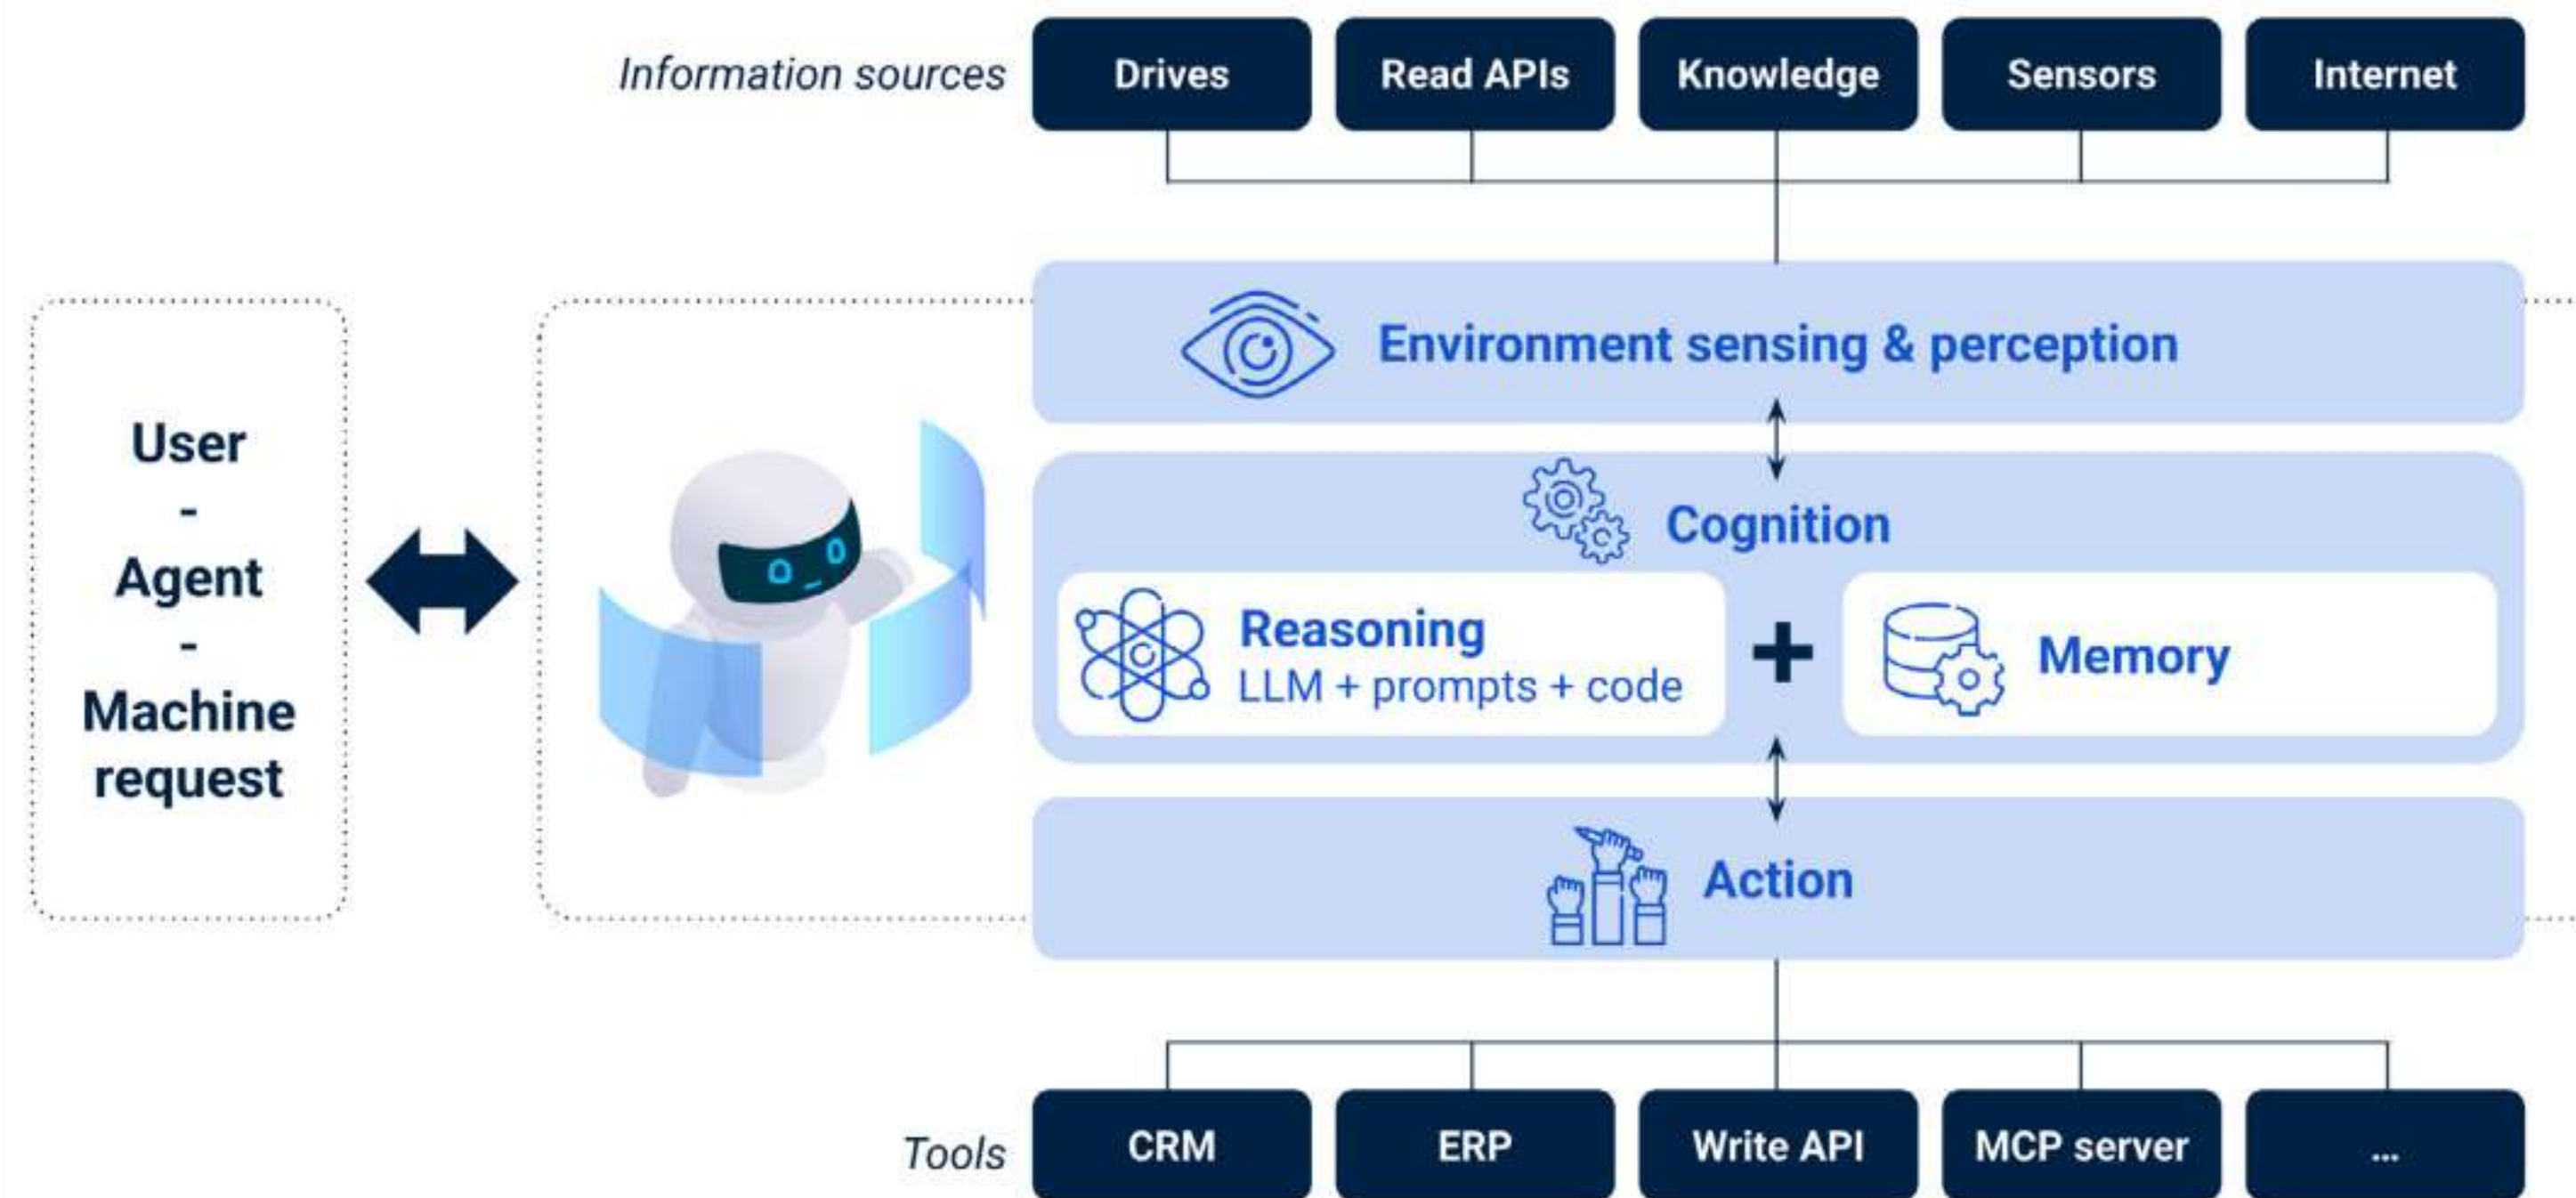 Information sources
Drives
Read APIs
Knowledge
Sensors
Internet
Environment sensing & perception
User
-
Agent
-
Machine
request
Cognition
Reasoning
LLM + prompts + code
+
Memory
Action
Tools
CRM
ERP
Write API
MCP server
...